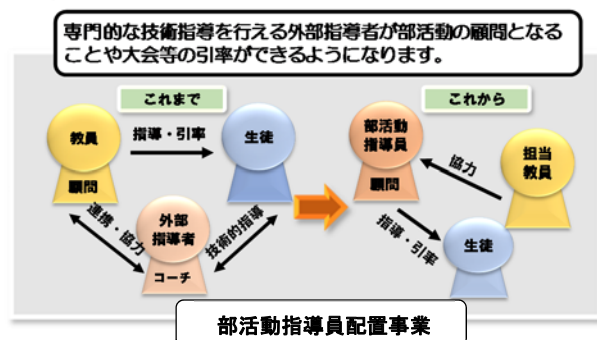 専門的な技術指導を行える外部指導者が部活動の顧問となる
ことや大会等の引率ができるようになります。
これまで
教員
顧問
指導・引率
生徒
連携・協力
外部
指導者
コーチ
技術的指導
これから
部活動
指導員
顧問
協力
担当
教員
指導・引率
生徒
部活動指導員配置事業